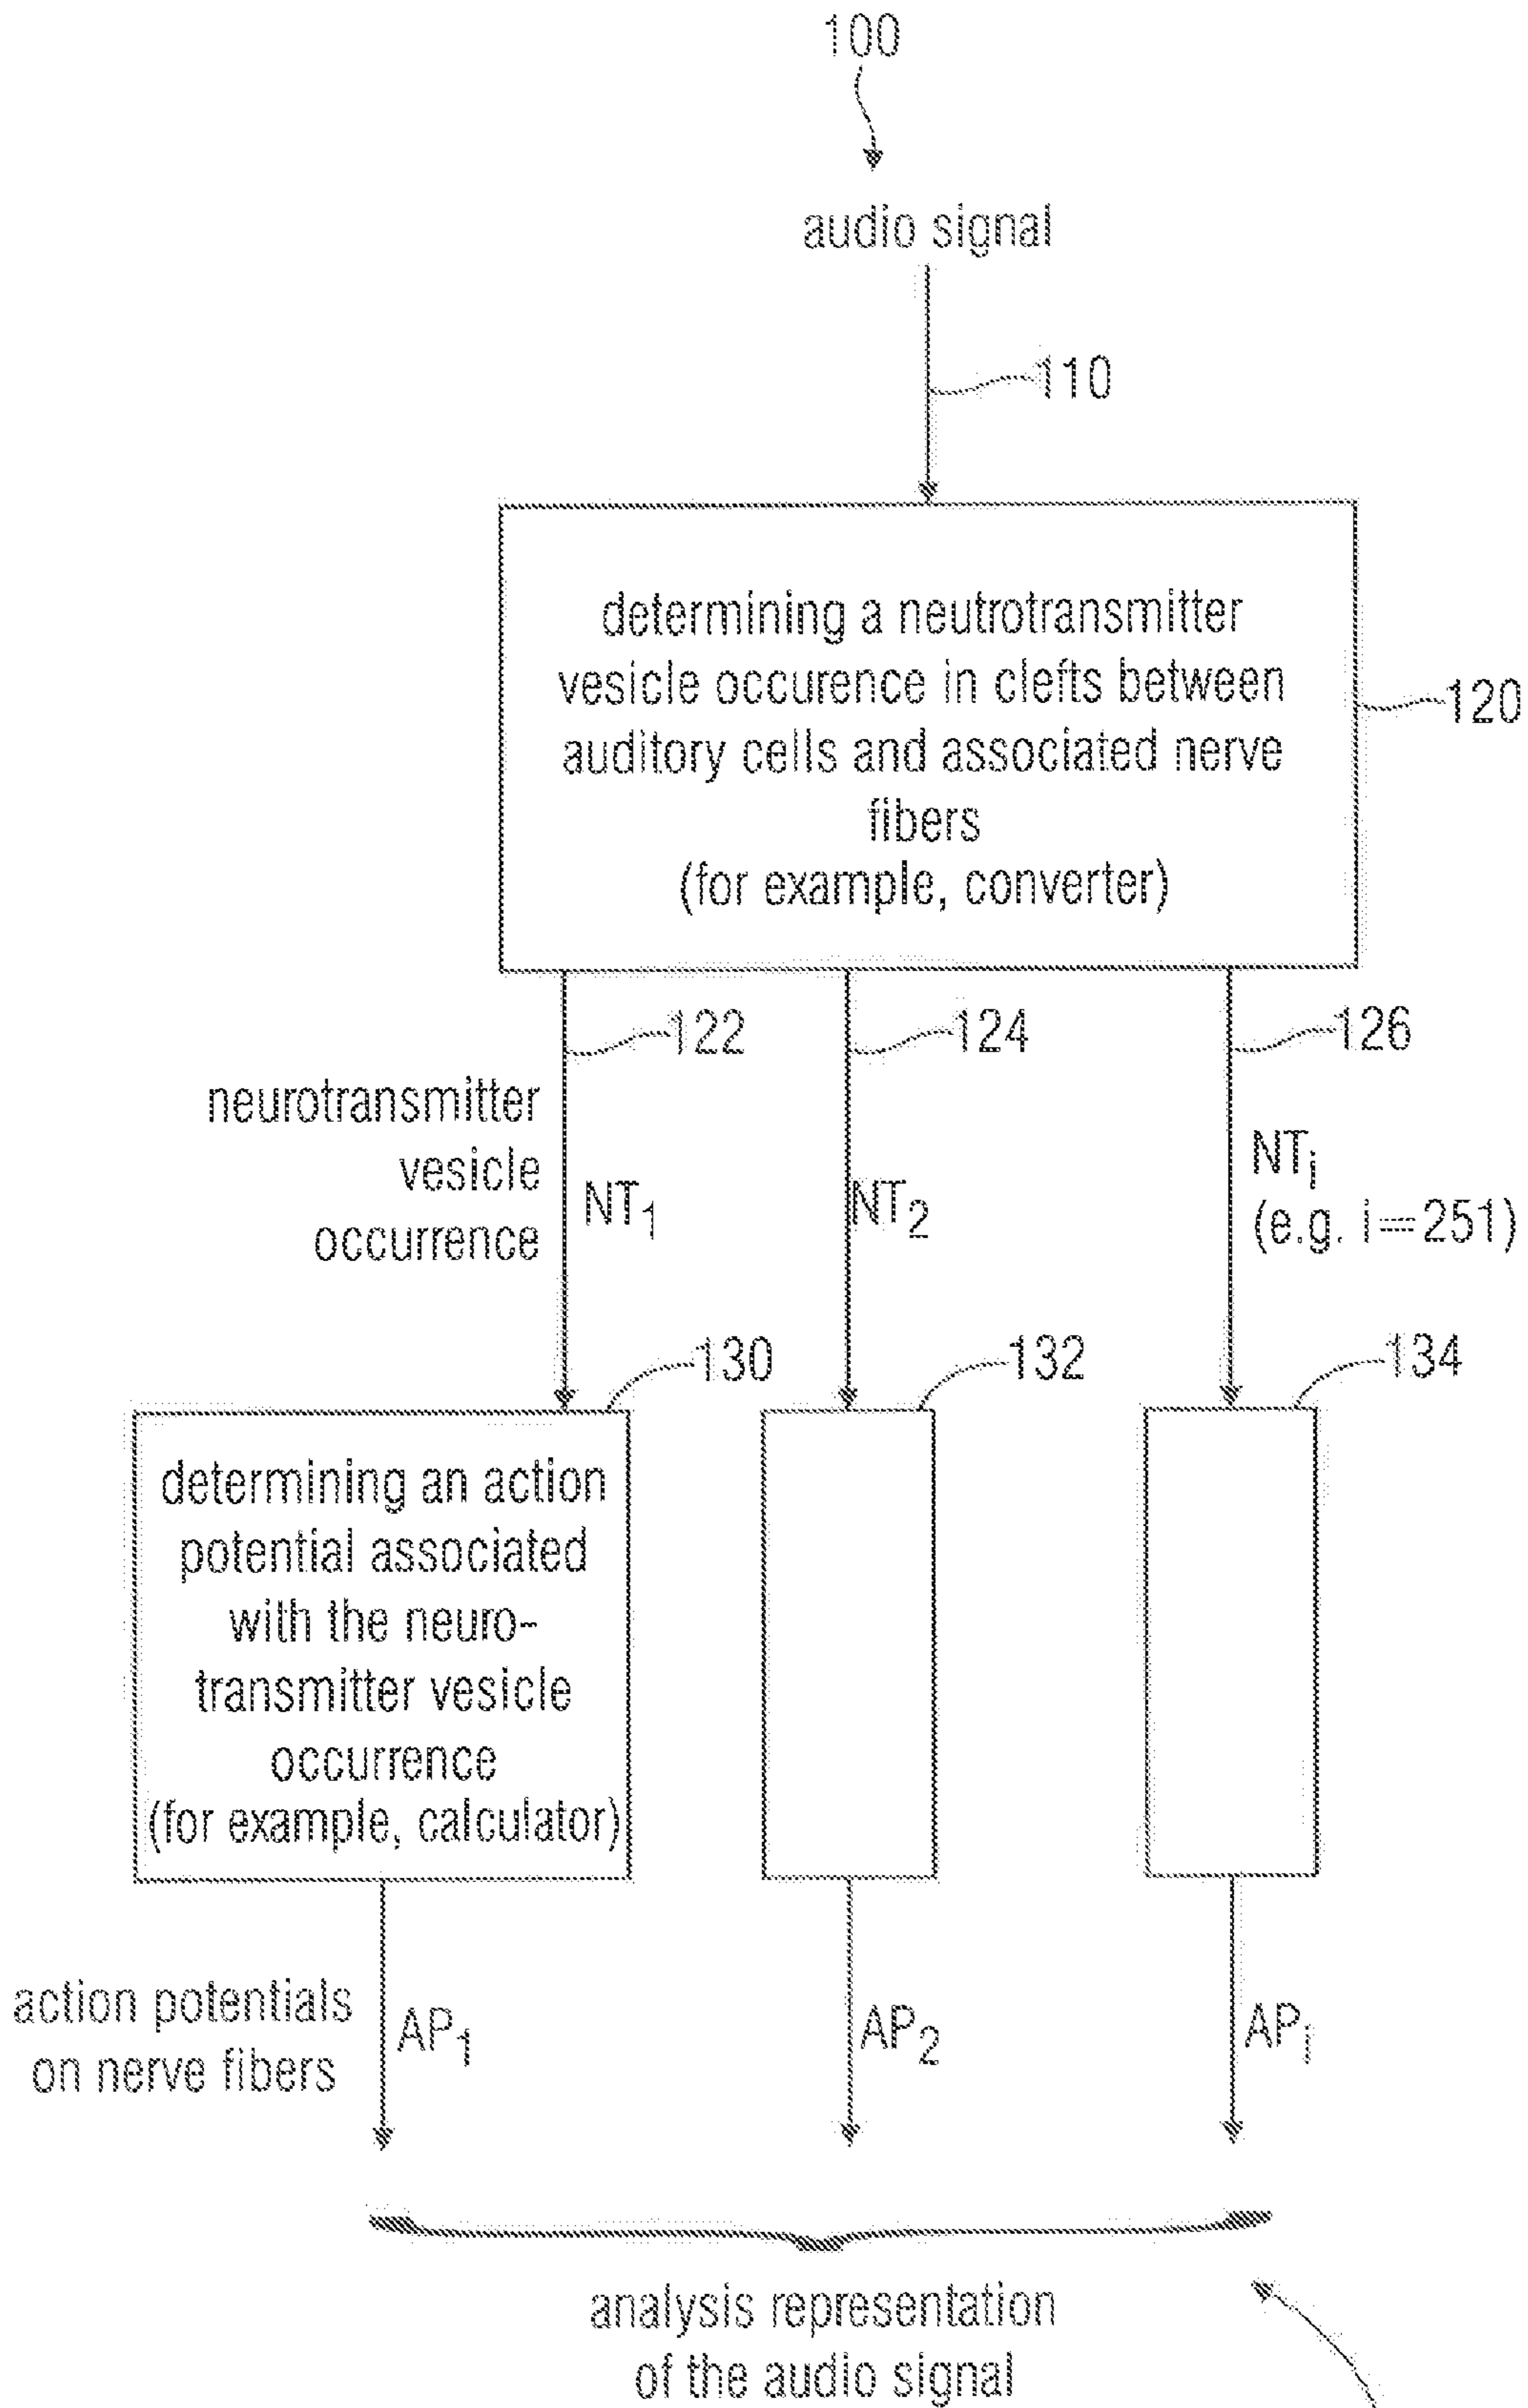 100
audio signal
110
determining a neutrotransmitter
vesicle occurence in clefts between
auditory cells and associated nerve
fibers
(for example, converter)
120
122
124
126
neurotransmitter
vesicle
occurrence
NT1
NT2
NTi
(e.g. i=251)
130
132
134
determining an action
potential associated
with the neuro-
transmitter vesicle
occurrence
(for example, calculator)
action potentials
on nerve fibers
AP1
AP2
APi
analysis representation
of the audio signal